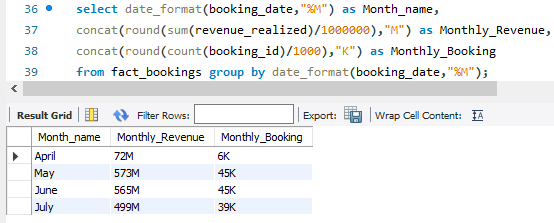 36 select date_format(booking_date,"%M") as Month_name,
37 concat(round(sum(revenue_realized)/1000000),"M") as Monthly_Revenue,
38 concat(round(count(booking_id)/1000),"K") as Monthly_Booking
39 from fact_bookings group by date_format(booking_date,"%M");
Result Grid Filter Rows: Export: Wrap Cell Content: IA
Month_name Monthly_Revenue Monthly_Booking
April 72M 6K
May 573M 45K
June 565M 45K
July 499M 39K